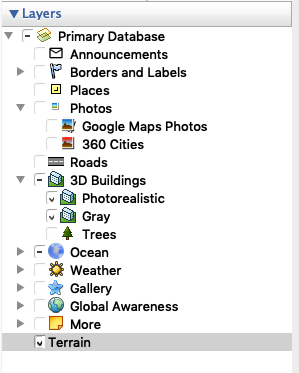 Layers
Primary Database
Announcements
Borders and Labels
Places
Photos
Google Maps Photos
360 Cities
Roads
3D Buildings
Photorealistic
Gray
Trees
Ocean
Weather
Gallery
Global Awareness
More
Terrain